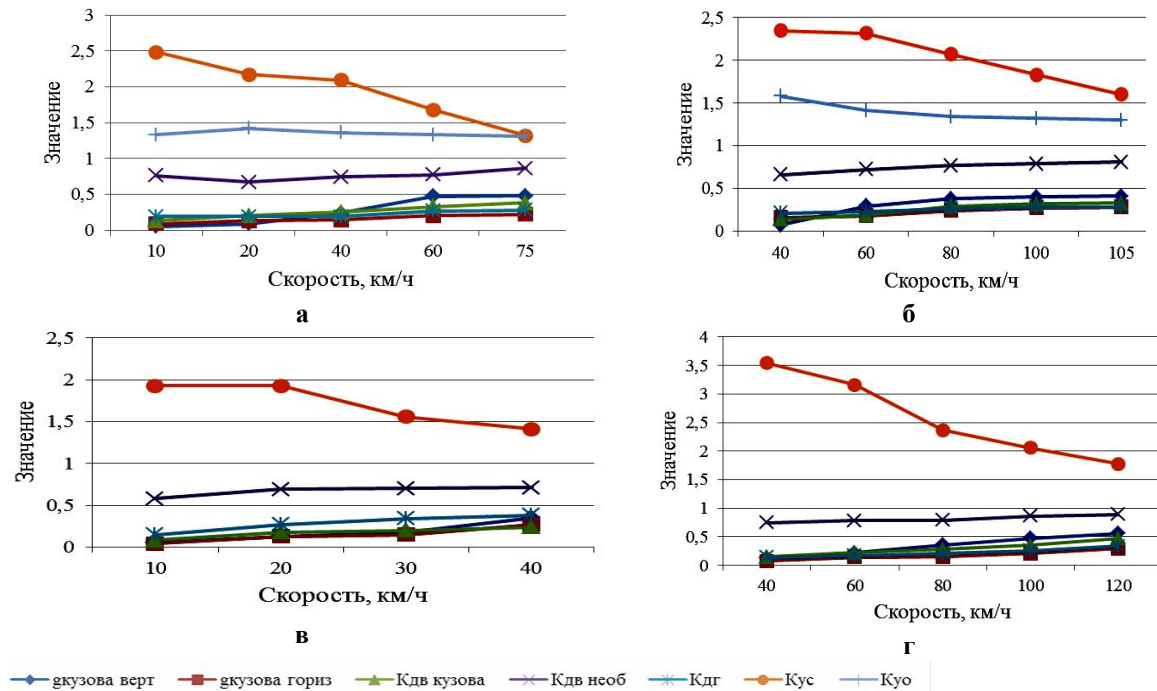 3
2,5
2
1,5
1
0,5
0
Значение
10 20 40 60 75
Скорость, км/ч
а
2,5
2
1,5
1
0,5
0
Значение
40 60 80 100 105
Скорость, км/ч
б
2,5
2
1,5
1
0,5
0
Значение
10 20 30 40
Скорость, км/ч
в
4
3,5
3
2,5
2
1,5
1
0,5
0
Значение
40 60 80 100 120
Скорость, км/ч
г
gкузова верт gкузова гориз Кдв кузова Кдв необ Кдг Кус Куо